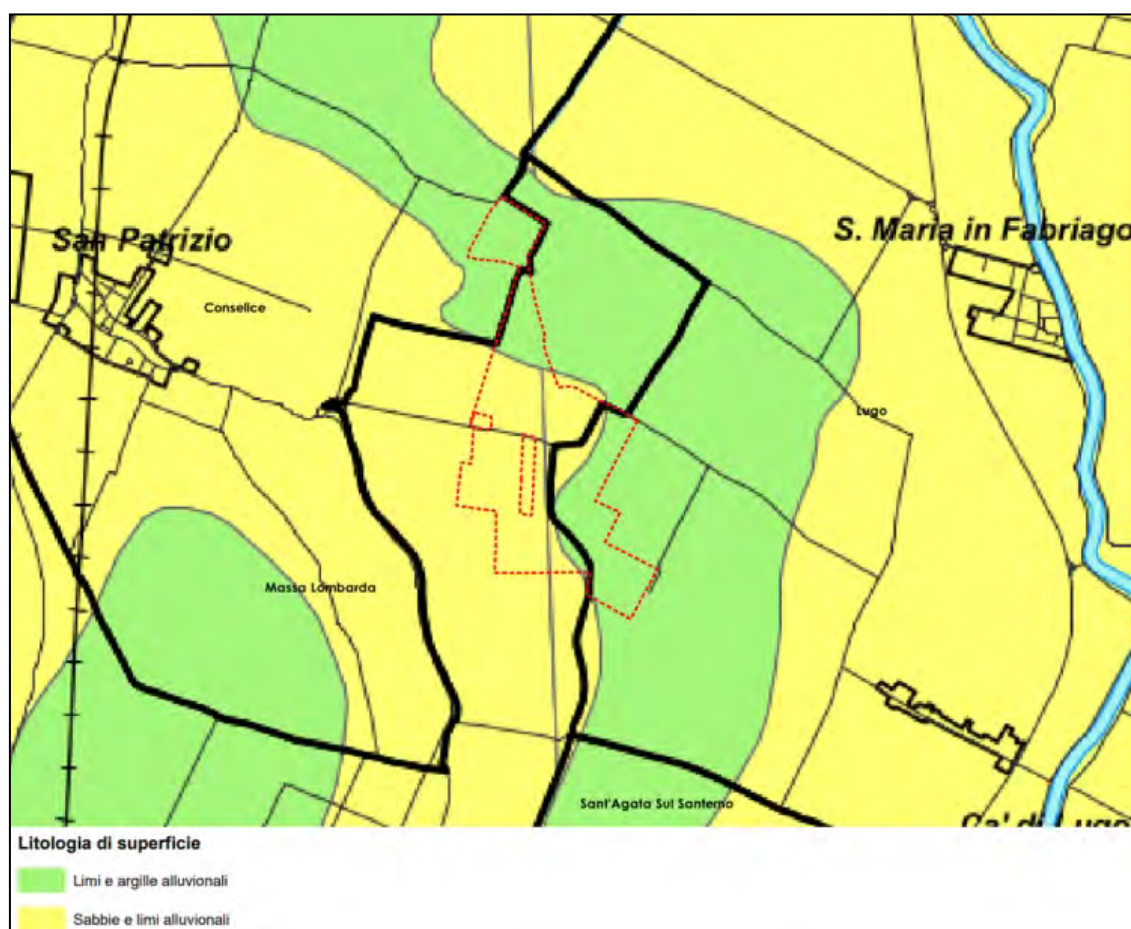 San Patrizio
S. Maria in Fabriago
Conselice
Lugo
Massa Lombarda
Sant'Agata Sul Santerno
Ca' di Lugo
Litologia di superficie
Limi e argille alluvionali
Sabbie e limi alluvionali